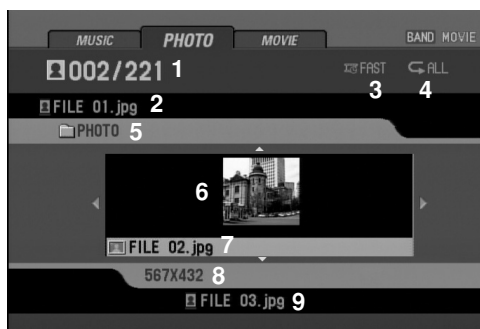 MUSIC PHOTO MOVIE BAND MOVIE
002/221 1 FAST ALL
3 4
FILE 01.jpg 2
PHOTO 5
6
FILE 02.jpg 7
567X432 8
FILE 03.jpg 9